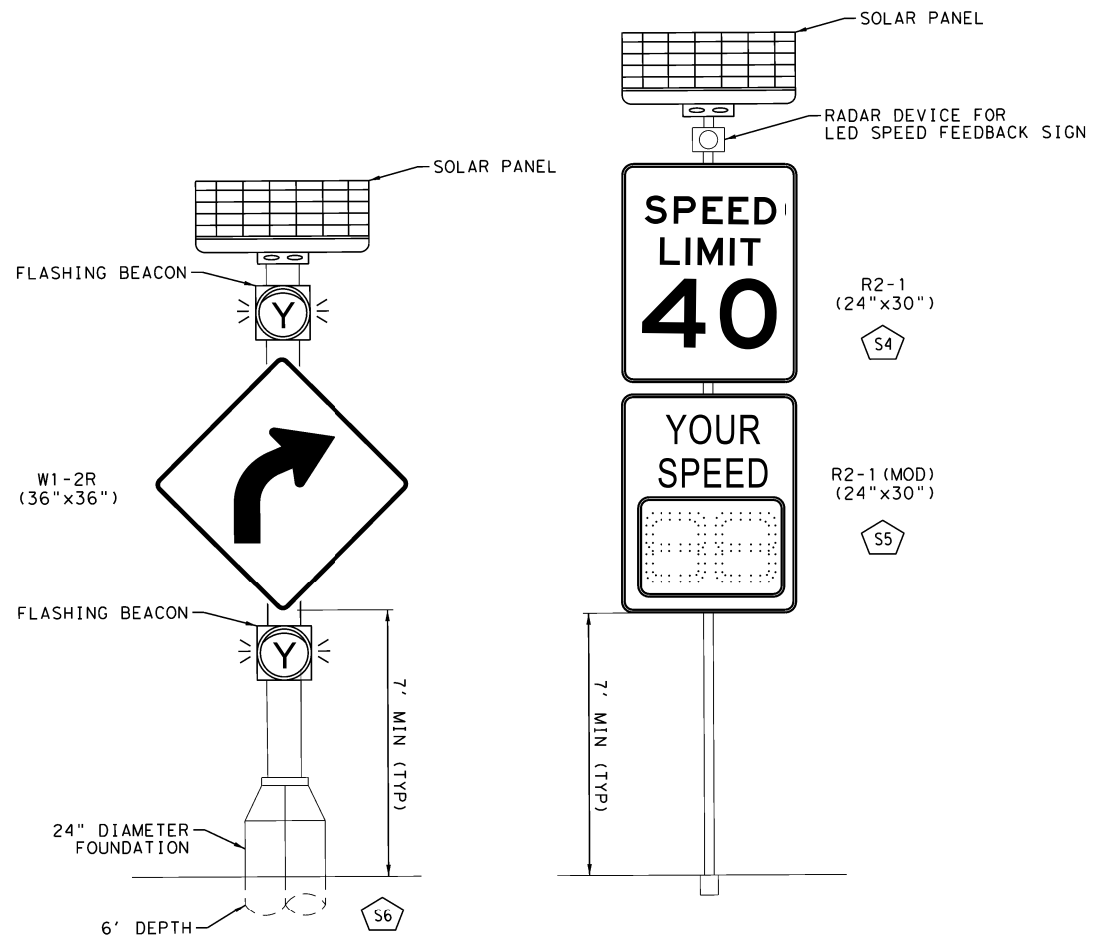 SOLAR PANEL
FLASHING BEACON
Y
W1-2R
(36"x36")
FLASHING BEACON
Y
7' MIN (TYP)
24" DIAMETER
FOUNDATION
6' DEPTH
S6
SOLAR PANEL
RADAR DEVICE FOR
LED SPEED FEEDBACK SIGN
SPEED
LIMIT
40
R2-1
(24"x30")
S4
YOUR
SPEED
R2-1(MOD)
(24"x30")
S5
7' MIN (TYP)